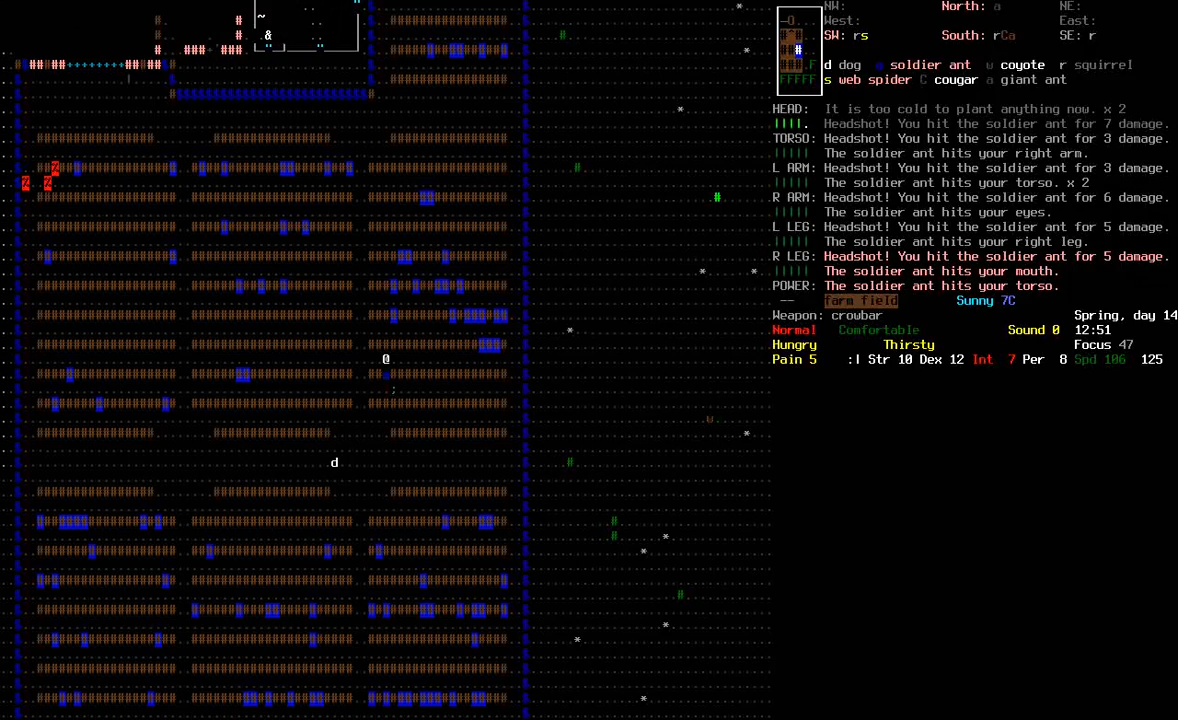 NW: North: a NE:
West: East:
SW: rs South: rCa SE: r
d dog a soldier ant w coyote r squirrel
s web spider C cougar a giant ant
HEAD: It is too cold to plant anything now. x 2
||||. Headshot! You hit the soldier ant for 7 damage.
TORSO: Headshot! You hit the soldier ant for 3 damage.
||||| The soldier ant hits your right arm.
L ARM: Headshot! You hit the soldier ant for 3 damage.
||||| The soldier ant hits your torso. x 2
R ARM: Headshot! You hit the soldier ant for 6 damage.
||||| The soldier ant hits your eyes.
L LEG: Headshot! You hit the soldier ant for 5 damage.
||||| The soldier ant hits your right leg.
R LEG: Headshot! You hit the soldier ant for 5 damage.
||||| The soldier ant hits your mouth.
POWER: The soldier ant hits your torso.
-- farm field Sunny 7C
Weapon: crowbar Spring, day 14
Normal Comfortable Sound 0 12:51
Hungry Thirsty Focus 47
Pain 5 :| Str 10 Dex 12 Int 7 Per 8 Spd 106 125